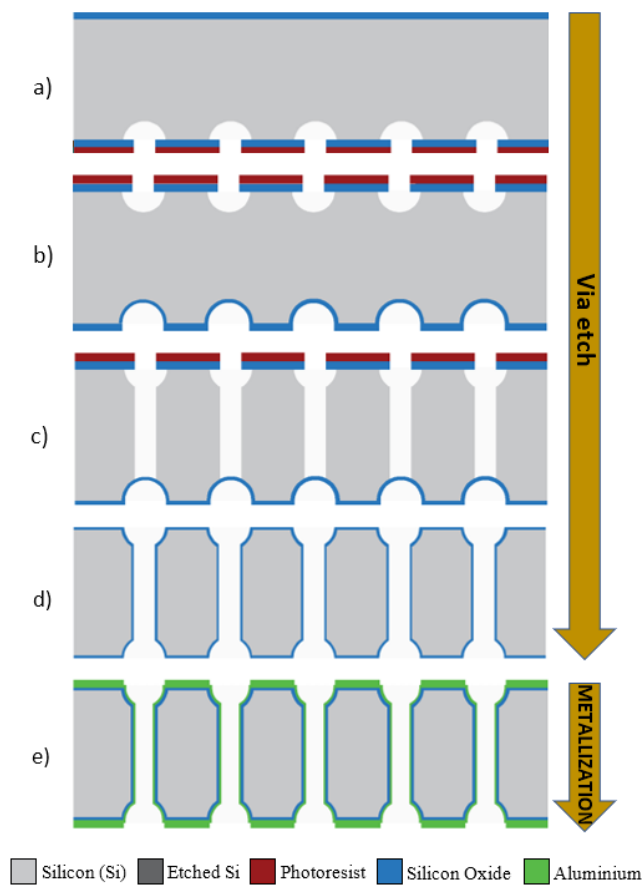 a)
b)
Via etch
c)
d)
e)
METALLIZATION
Silicon (Si) Etched Si Photoresist Silicon Oxide Aluminium